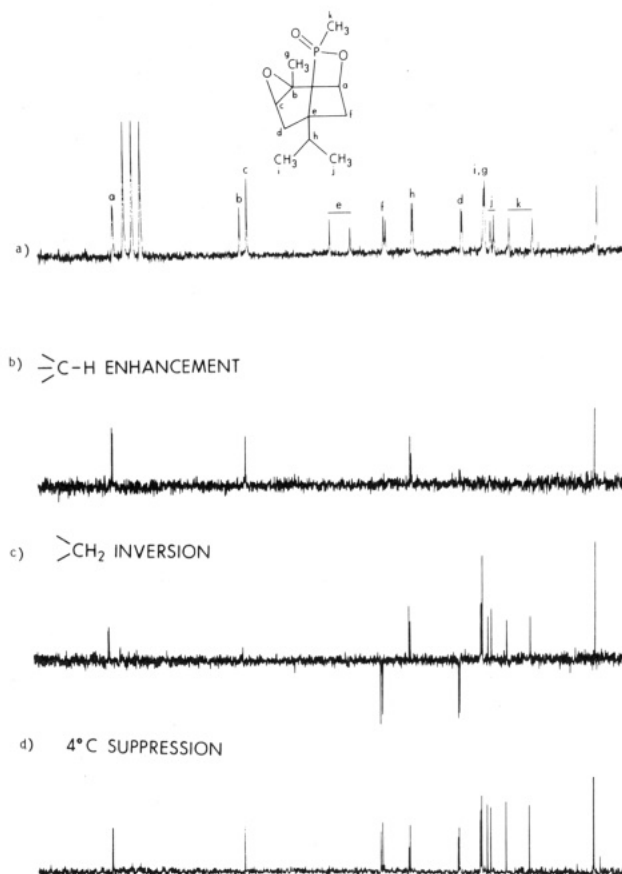 k
O
CH₃
g
P
O
CH₃
O
b
a
c
e
f
d
h
CH₃
CH₃
i
j
a
b
c
e
f
h
d
i,g
j
k
a)
b) C-H ENHANCEMENT
c) CH₂ INVERSION
d) 4°C SUPPRESSION